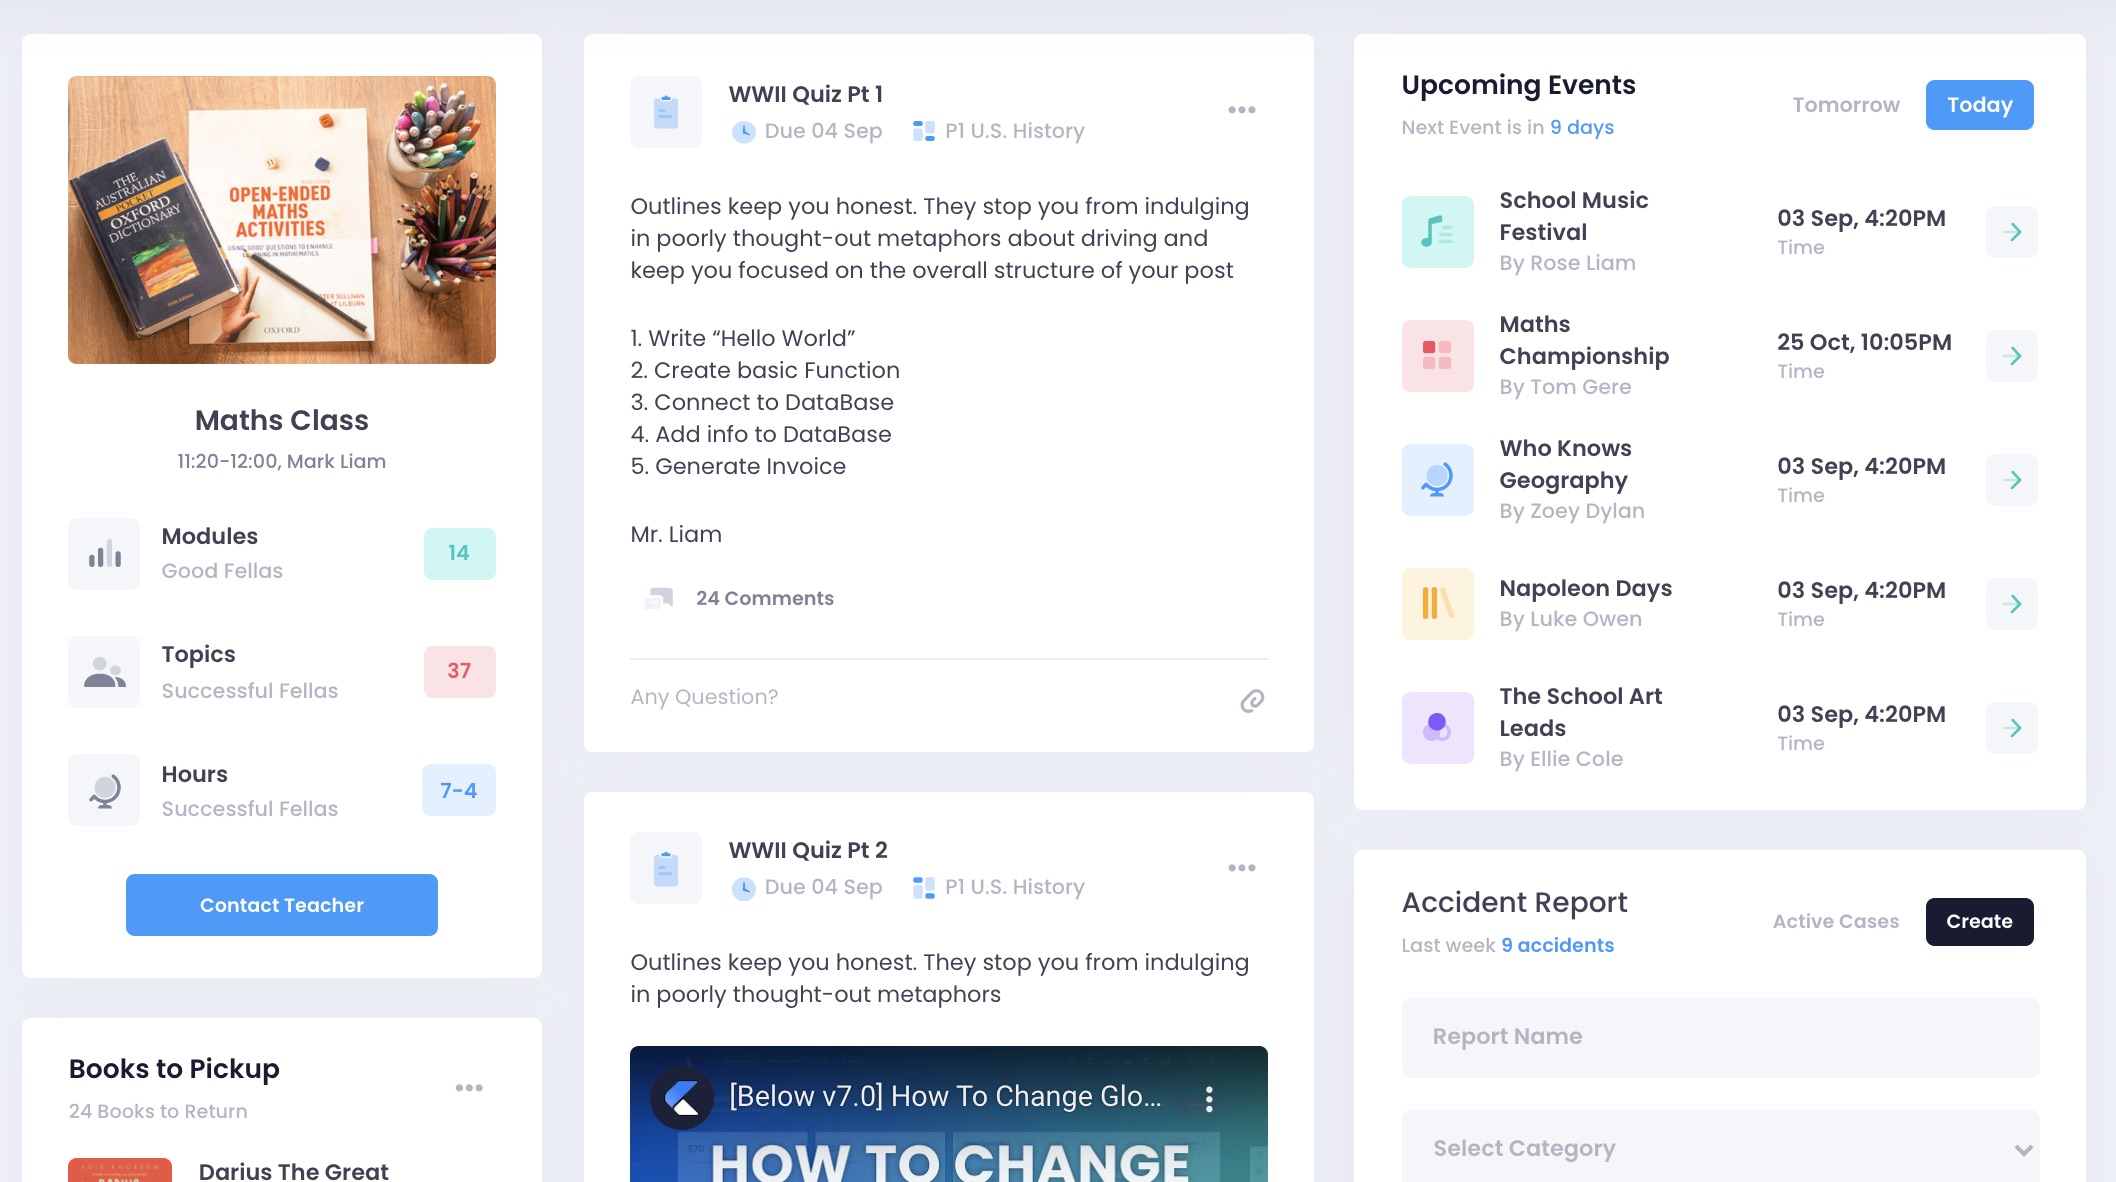 THE
AUSTRALIAN
POCKET
OXFORD
DICTIONARY
OPEN-ENDED
MATHS
ACTIVITIES
USING 'GOOD' QUESTIONS TO ENHANCE
LEARNING IN MATHEMATICS
SULLIVAN
LILBURN
OXFORD
Maths Class
11:20-12:00, Mark Liam
Modules
Good Fellas
14
Topics
Successful Fellas
37
Hours
Successful Fellas
7-4
Contact Teacher
Books to Pickup
24 Books to Return
Darius The Great
WWII Quiz Pt 1
Due 04 Sep P1 U.S. History
Outlines keep you honest. They stop you from indulging
in poorly thought-out metaphors about driving and
keep you focused on the overall structure of your post
1. Write “Hello World”
2. Create basic Function
3. Connect to DataBase
4. Add info to DataBase
5. Generate Invoice
Mr. Liam
24 Comments
Any Question?
WWII Quiz Pt 2
Due 04 Sep P1 U.S. History
Outlines keep you honest. They stop you from indulging
in poorly thought-out metaphors
[Below v7.0] How To Change Glo...
HOW TO CHANGE
Upcoming Events
Next Event is in 9 days
Tomorrow
Today
School Music
Festival
By Rose Liam
03 Sep, 4:20PM
Time
Maths
Championship
By Tom Gere
25 Oct, 10:05PM
Time
Who Knows
Geography
By Zoey Dylan
03 Sep, 4:20PM
Time
Napoleon Days
By Luke Owen
03 Sep, 4:20PM
Time
The School Art
Leads
By Ellie Cole
03 Sep, 4:20PM
Time
Accident Report
Last week 9 accidents
Active Cases
Create
Report Name
Select Category